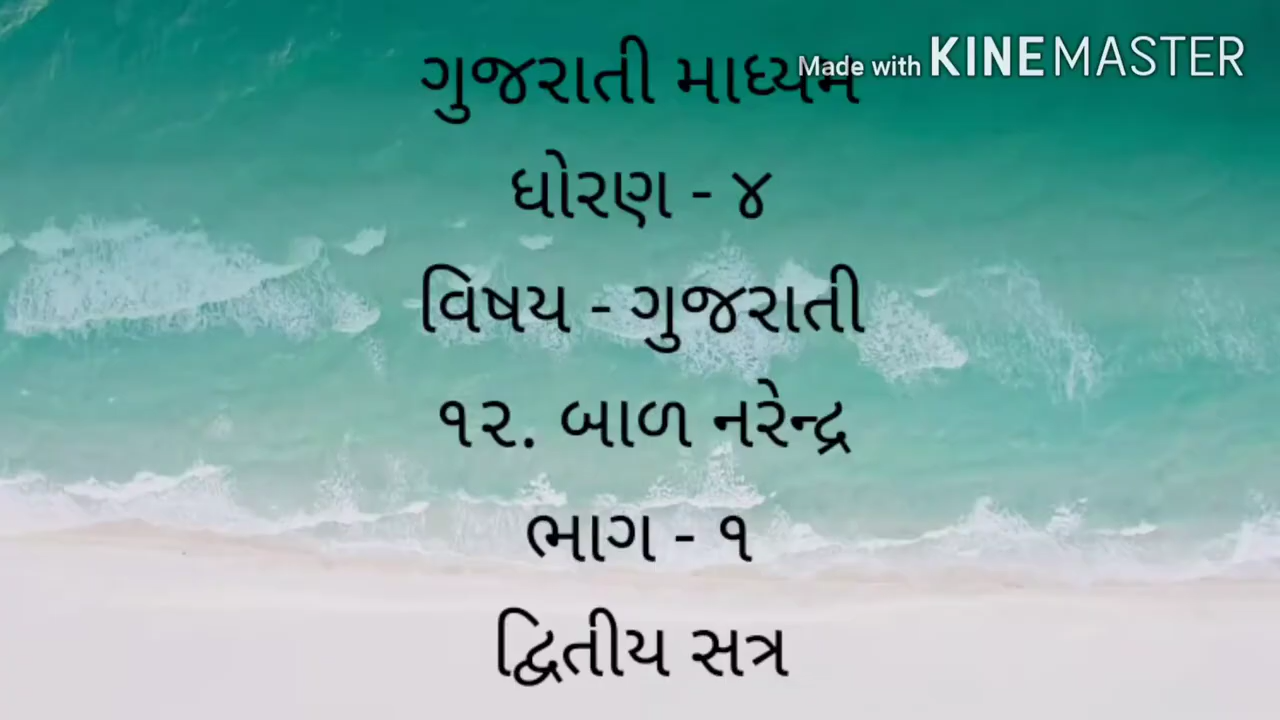 ગુજરાતી માધ્યમ
Made with KINEMASTER
ધોરણ - ૪
વિષય - ગુજરાતી
૧૨. બાળ નરેન્દ્ર
ભાગ - ૧
દ્વિતીય સત્ર